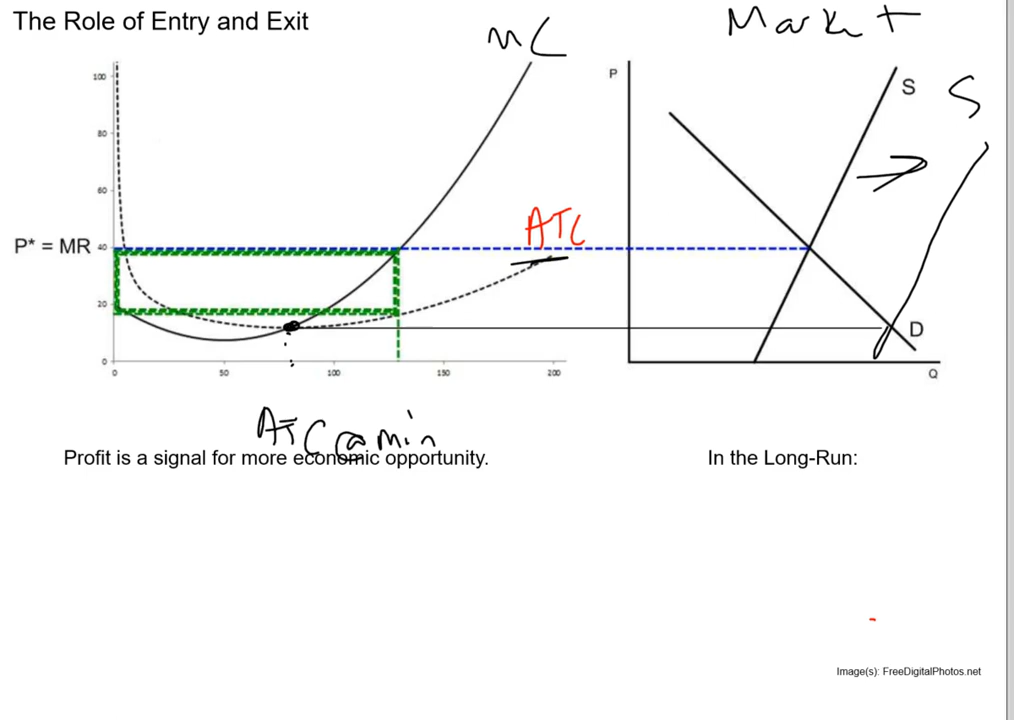 The Role of Entry and Exit
MC
Market
P
100
80
60
P* = MR 40
20
0
0 50 100 150 200
ATC
S
S
D
Q
ATC @ min
Profit is a signal for more economic opportunity.
In the Long-Run:
Image(s): FreeDigitalPhotos.net